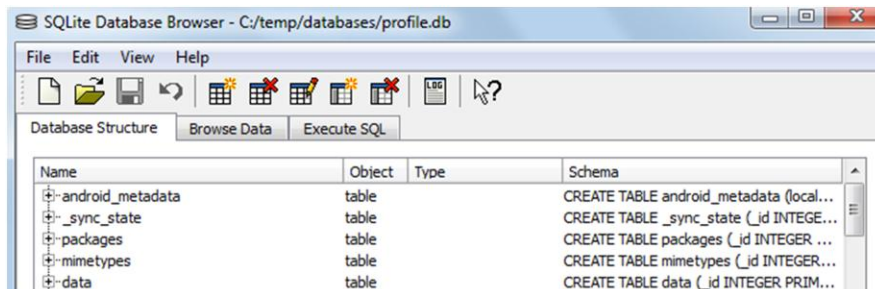 SQLite Database Browser - C:/temp/databases/profile.db
File Edit View Help
LOG ?
Database Structure Browse Data Execute SQL
Name Object Type Schema
android_metadata table CREATE TABLE android_metadata (local...
_sync_state table CREATE TABLE _sync_state (_id INTEGE...
packages table CREATE TABLE packages (_id INTEGER ...
mimetypes table CREATE TABLE mimetypes (_id INTEGER...
data table CREATE TABLE data (_id INTEGER PRIM...